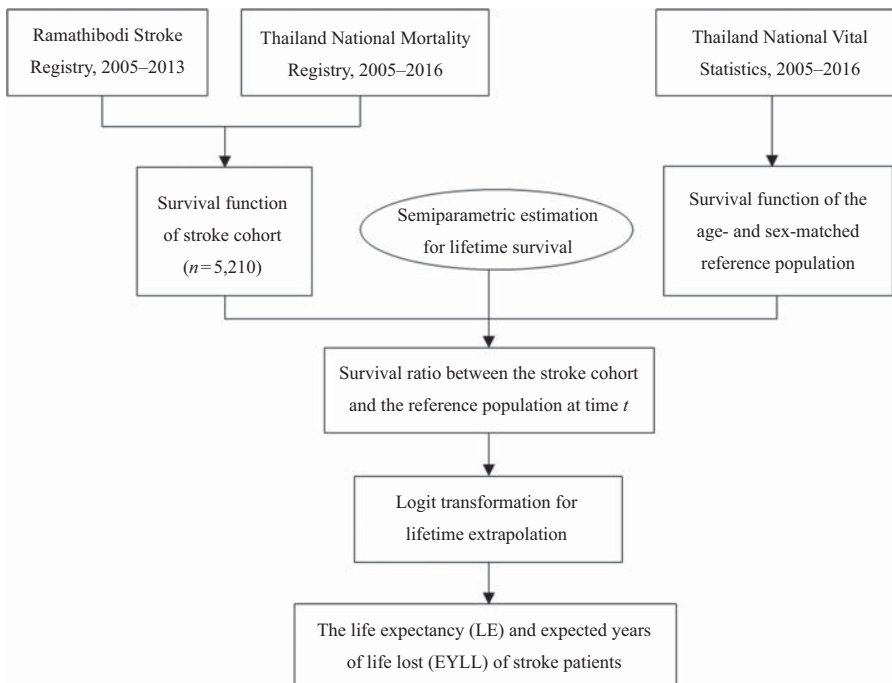 Ramathibodi Stroke
Registry, 2005–2013
Thailand National Mortality
Registry, 2005–2016
Thailand National Vital
Statistics, 2005–2016
Survival function
of stroke cohort
(n=5,210)
Semiparametric estimation
for lifetime survival
Survival function of the
age- and sex-matched
reference population
Survival ratio between the stroke cohort
and the reference population at time t
Logit transformation for
lifetime extrapolation
The life expectancy (LE) and expected years
of life lost (EYLL) of stroke patients